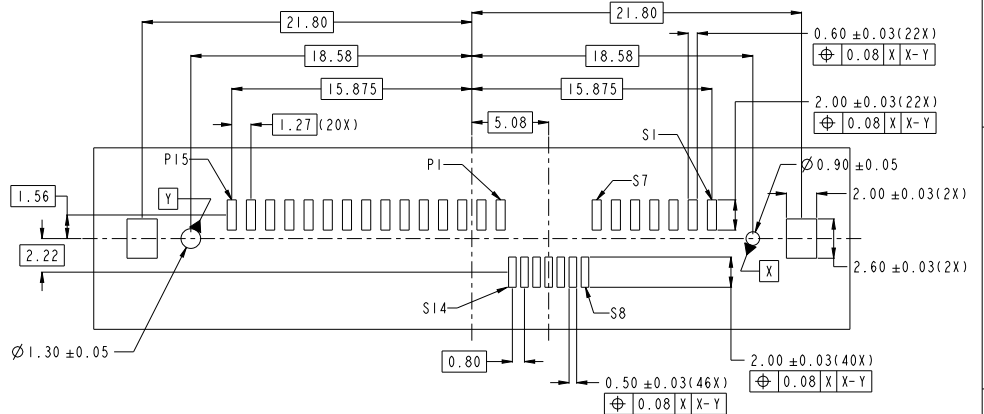 21.80
21.80
0.60 ±0.03(22X)
⌖ 0.08 X X-Y
18.58
18.58
15.875
15.875
2.00 ±0.03(22X)
⌖ 0.08 X X-Y
1.27 (20X)
5.08
S1
P15
P1
S7
Ø0.90 ±0.05
1.56
Y
2.00 ±0.03(2X)
2.22
X
2.60 ±0.03(2X)
S14
S8
Ø1.30 ±0.05
0.80
2.00 ±0.03(40X)
⌖ 0.08 X X-Y
0.50 ±0.03(46X)
⌖ 0.08 X X-Y